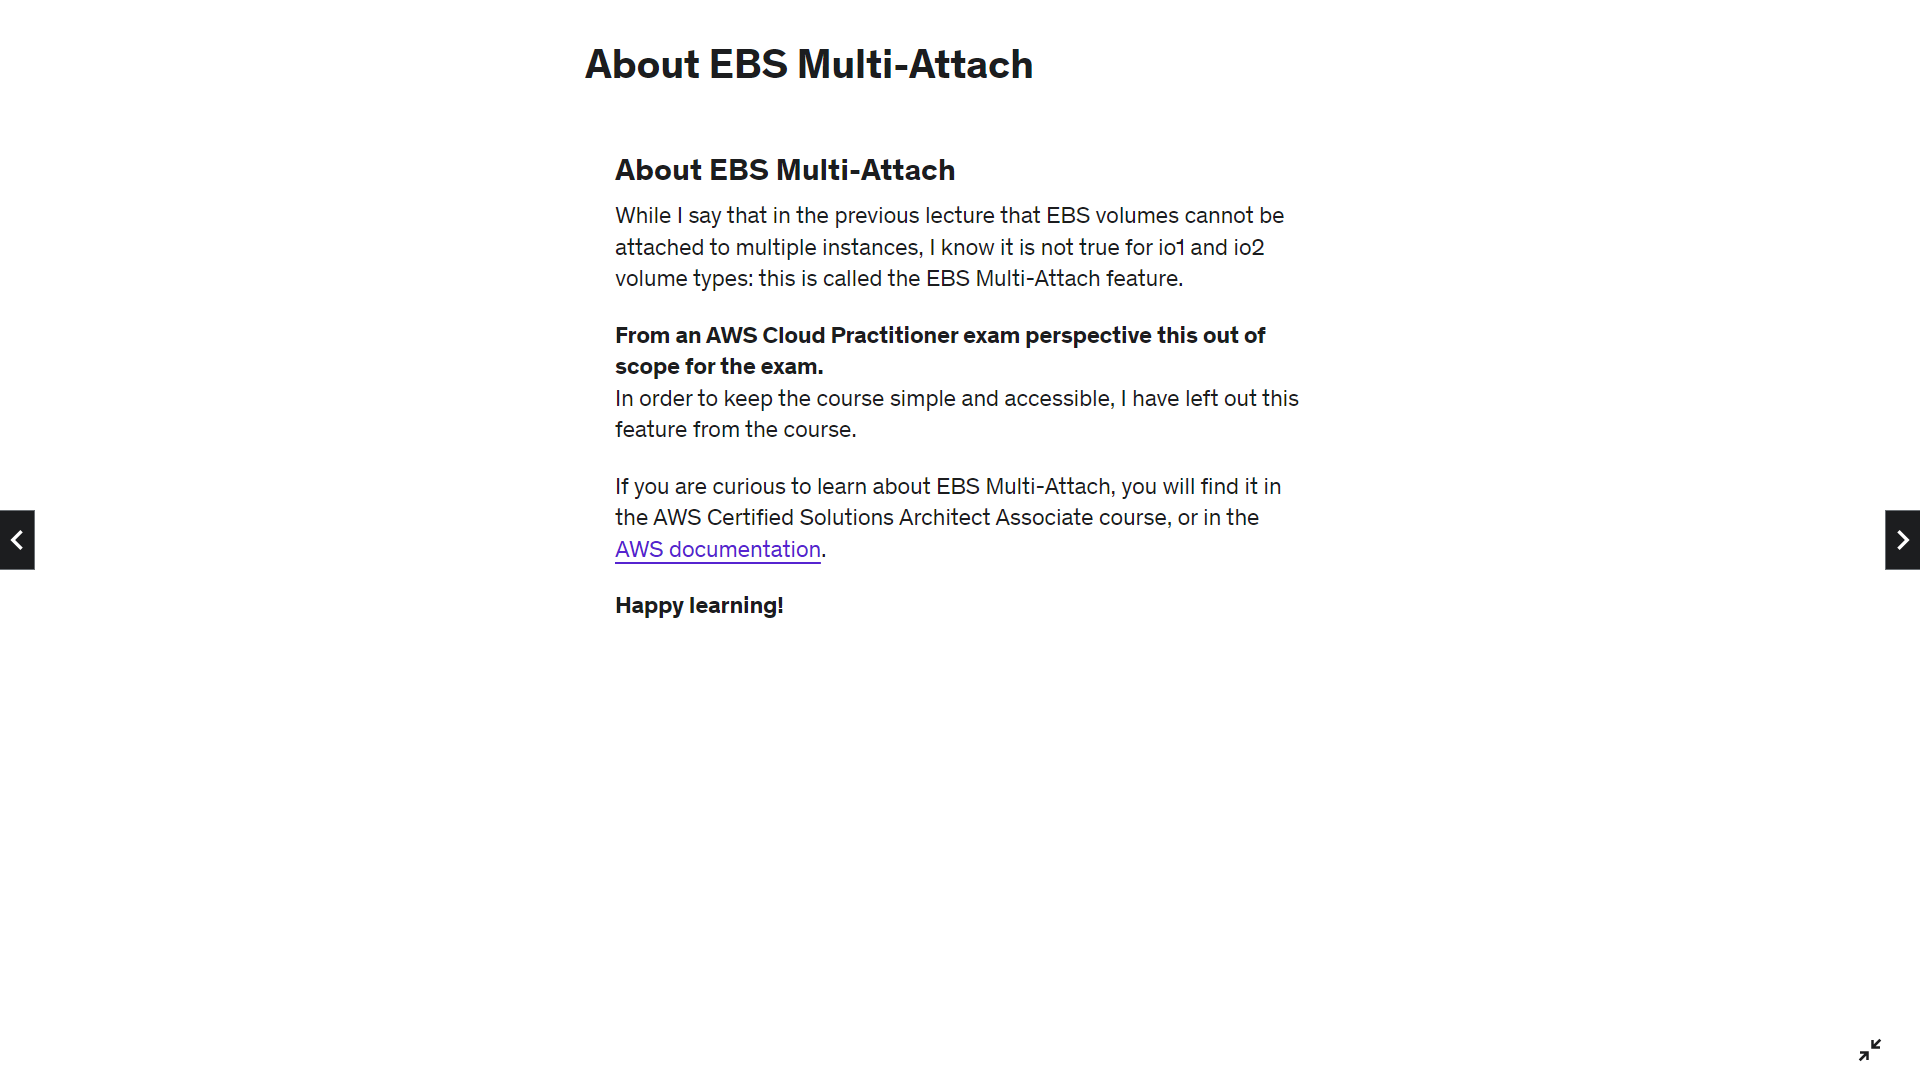 About EBS Multi-Attach
About EBS Multi-Attach
While I say that in the previous lecture that EBS volumes cannot be
attached to multiple instances, I know it is not true for io1 and io2
volume types: this is called the EBS Multi-Attach feature.
From an AWS Cloud Practitioner exam perspective this out of
scope for the exam.
In order to keep the course simple and accessible, I have left out this
feature from the course.
If you are curious to learn about EBS Multi-Attach, you will find it in
the AWS Certified Solutions Architect Associate course, or in the
AWS documentation.
Happy learning!